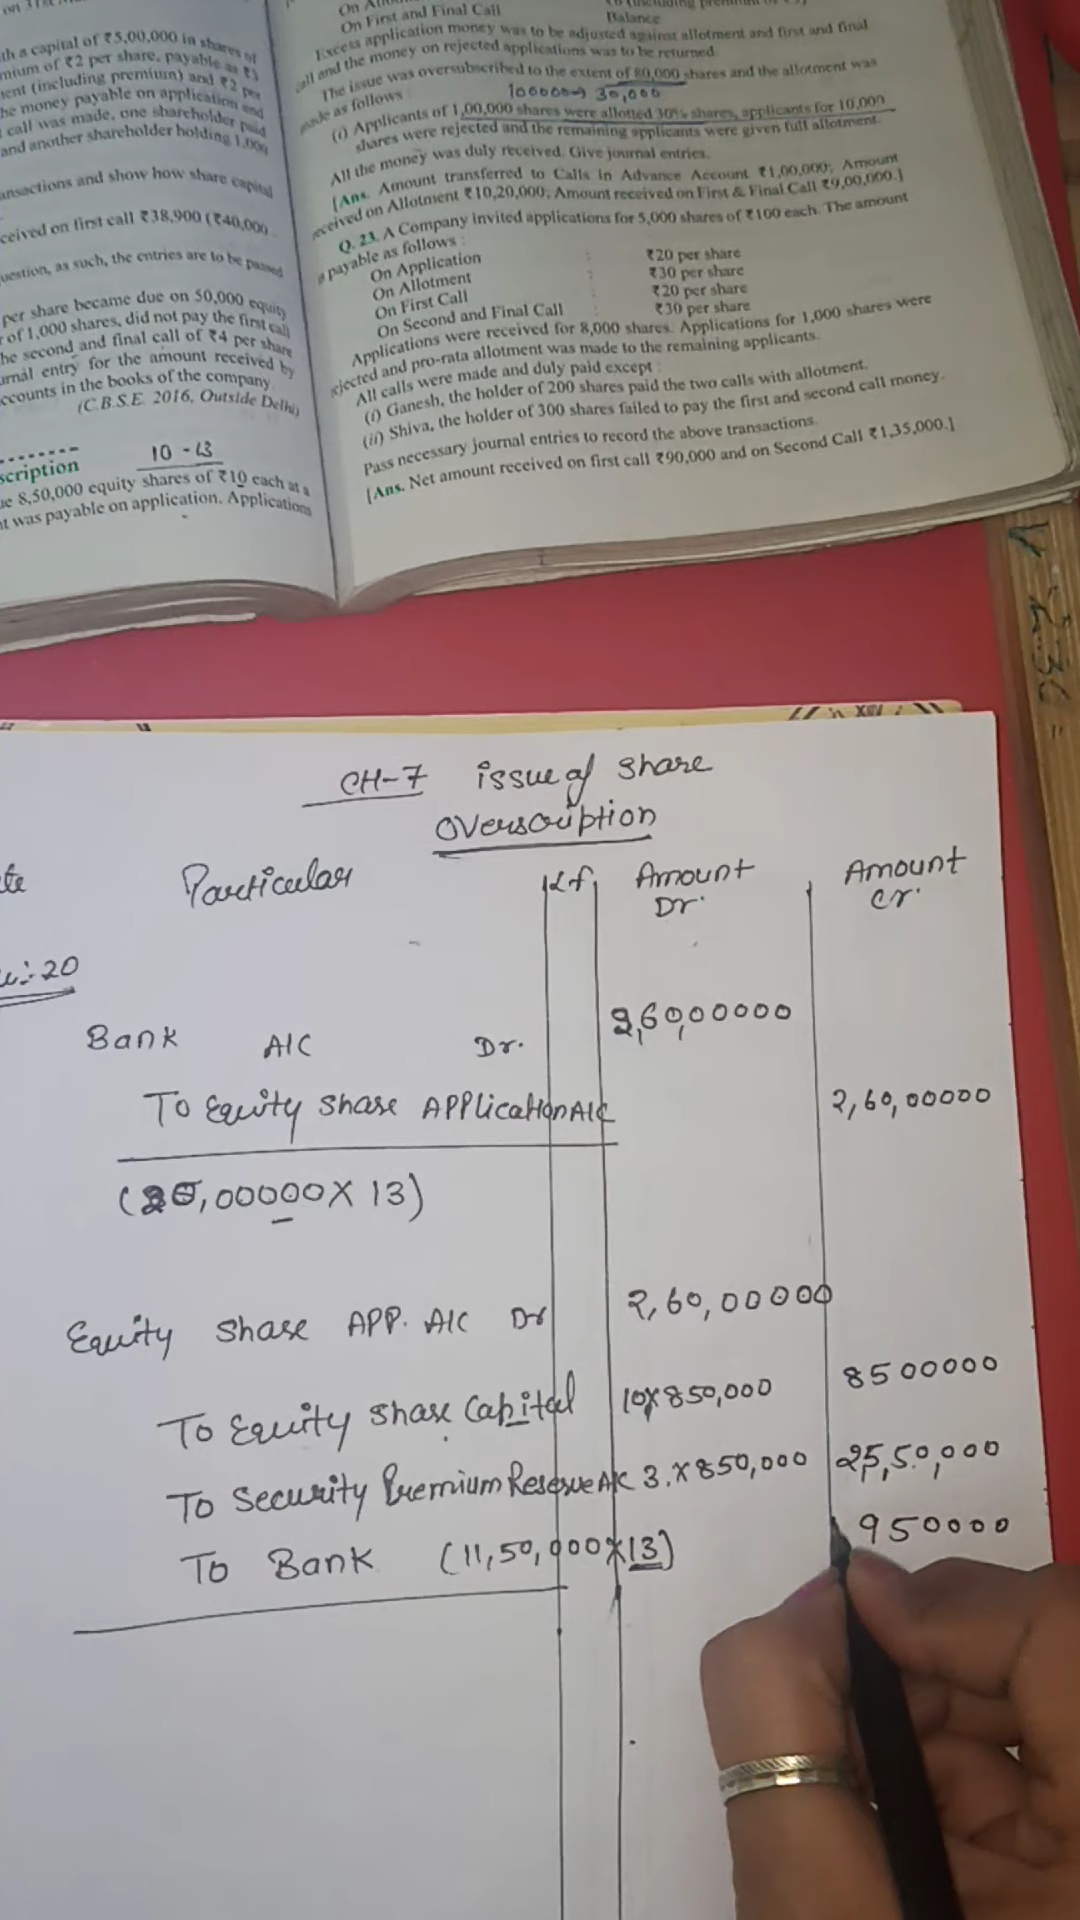 th a capital of ₹5,00,000 in shares of
mium of ₹2 per share, payable as ₹3
ent (including premium) and ₹2 per
he money payable on application and
call was made, one shareholder paid
and another shareholder holding 1,000
ansactions and show how share capital
ceived on first call ₹38,900 (₹40,000
uestion, as such, the entries are to be passed
per share became due on 50,000 equity
of 1,000 shares, did not pay the first call
he second and final call of ₹4 per share
rnal entry for the amount received by
ccounts in the books of the company.
(C.B.S.E. 2016, Outside Delhi)
scription
10 - 13
ue 8,50,000 equity shares of ₹10 each at a
nt was payable on application. Applications
On First and Final Call
Balance
Excess application money was to be adjusted against allotment and first and final
call and the money on rejected applications was to be returned.
The issue was oversubscribed to the extent of 80,000 shares and the allotment was
made as follows :
100000→ 30,000
(i) Applicants of 1,00,000 shares were allotted 30% shares, applicants for 10,000
shares were rejected and the remaining applicants were given full allotment.
All the money was duly received. Give journal entries.
[Ans. Amount transferred to Calls in Advance Account ₹1,00,000; Amount
received on Allotment ₹10,20,000; Amount received on First & Final Call ₹9,00,000.]
Q. 23. A Company invited applications for 5,000 shares of ₹100 each. The amount
payable as follows :
On Application : ₹20 per share
On Allotment : ₹30 per share
On First Call : ₹20 per share
On Second and Final Call : ₹30 per share
Applications were received for 8,000 shares. Applications for 1,000 shares were
rejected and pro-rata allotment was made to the remaining applicants.
All calls were made and duly paid except :
(i) Ganesh, the holder of 200 shares paid the two calls with allotment.
(ii) Shiva, the holder of 300 shares failed to pay the first and second call money.
Pass necessary journal entries to record the above transactions.
[Ans. Net amount received on first call ₹90,000 and on Second Call ₹1,35,000.]
CH-7 issue of share
Overscription
te Particular Lf Amount Dr. Amount cr.
20
Bank A/C Dr. 2,60,00000
To Equity share APPlication A/C 2,60,00000
(20,00000 X 13)
Equity share APP. A/C Dr 2,60,00000
To Equity share Capital 10X850,000 8500000
To Security Premium Reserve A/C 3.X850,000 25,50,000
To Bank (11,50,000X13) 950000